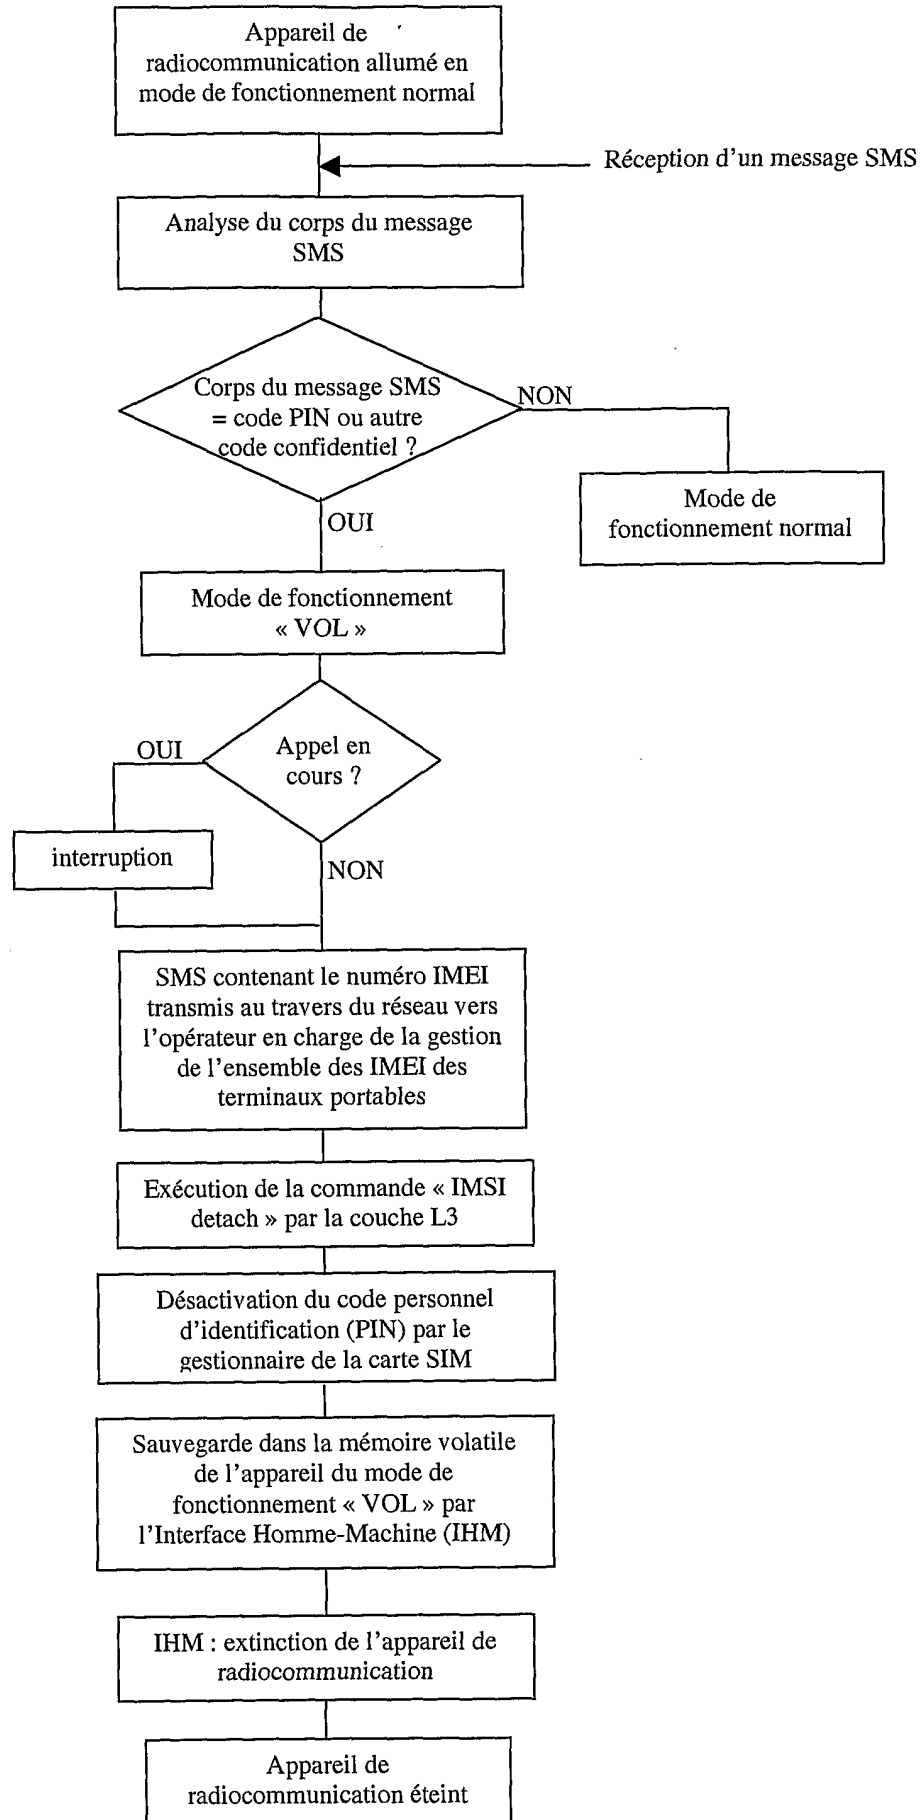 Appareil de
radiocommunication allumé en
mode de fonctionnement normal
Réception d'un message SMS
Analyse du corps du message
SMS
Corps du message SMS
= code PIN ou autre
code confidentiel ?
NON
Mode de
fonctionnement normal
OUI
Mode de fonctionnement
« VOL »
OUI
Appel en
cours ?
interruption
NON
SMS contenant le numéro IMEI
transmis au travers du réseau vers
l'opérateur en charge de la gestion
de l'ensemble des IMEI des
terminaux portables
Exécution de la commande « IMSI
detach » par la couche L3
Désactivation du code personnel
d'identification (PIN) par le
gestionnaire de la carte SIM
Sauvegarde dans la mémoire volatile
de l'appareil du mode de
fonctionnement « VOL » par
l'Interface Homme-Machine (IHM)
IHM : extinction de l'appareil de
radiocommunication
Appareil de
radiocommunication éteint